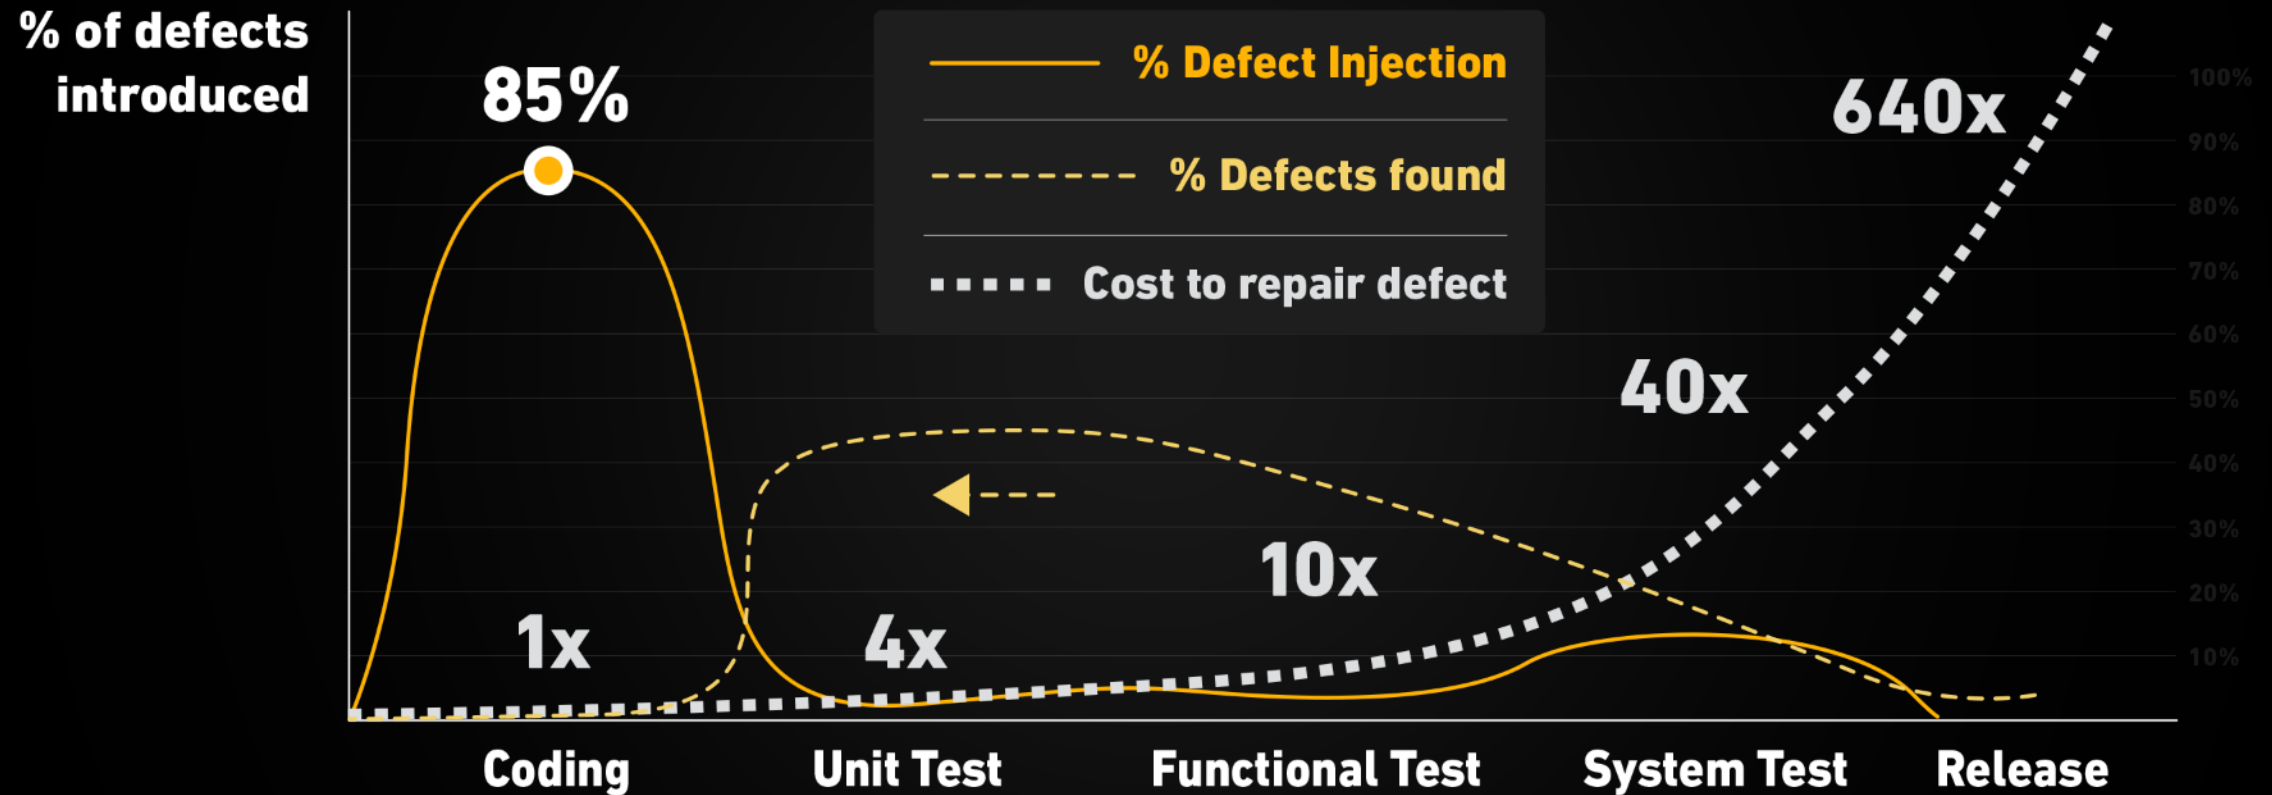 % of defects
introduced
85%
% Defect Injection
% Defects found
Cost to repair defect
1x
4x
10x
40x
640x
100%
90%
80%
70%
60%
50%
40%
30%
20%
10%
Coding
Unit Test
Functional Test
System Test
Release